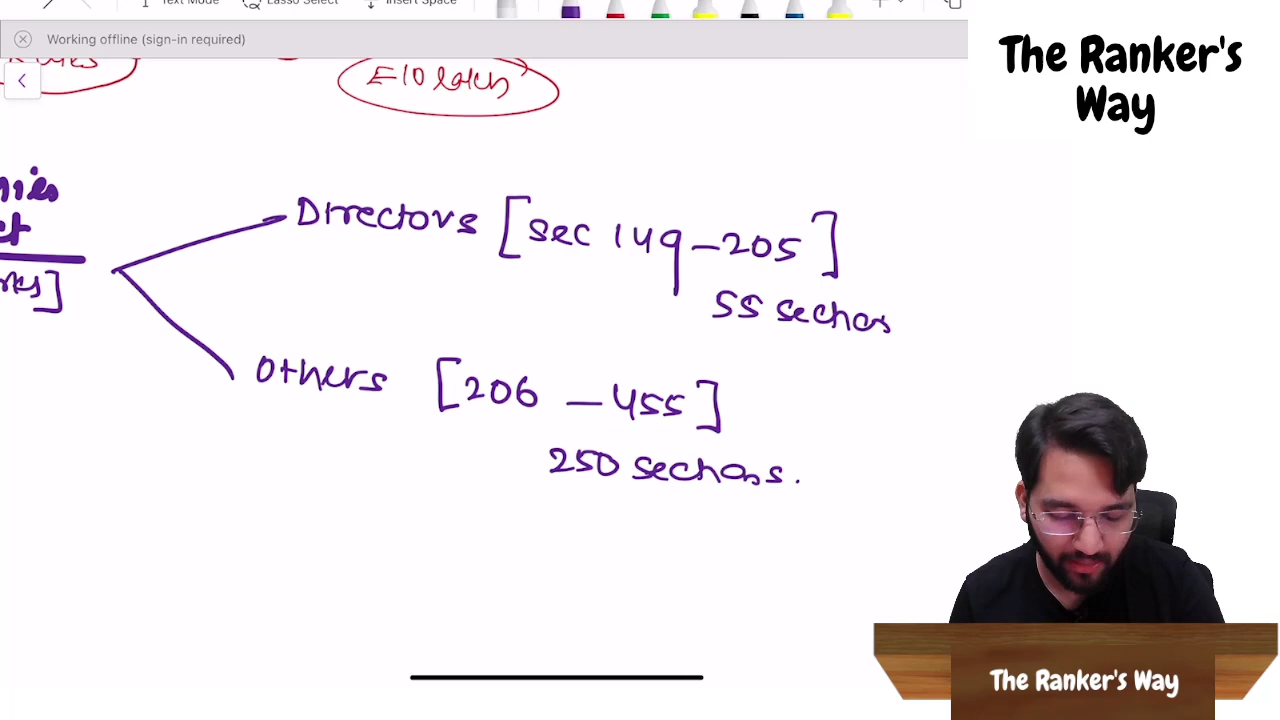 Text Mode
Lasso Select
Insert Space
Working offline (sign-in required)
The Ranker's
Way
E10 lakhs
Directors [sec 149 - 205]
55 sections
Others [206 - 455]
250 sections.
The Ranker's Way